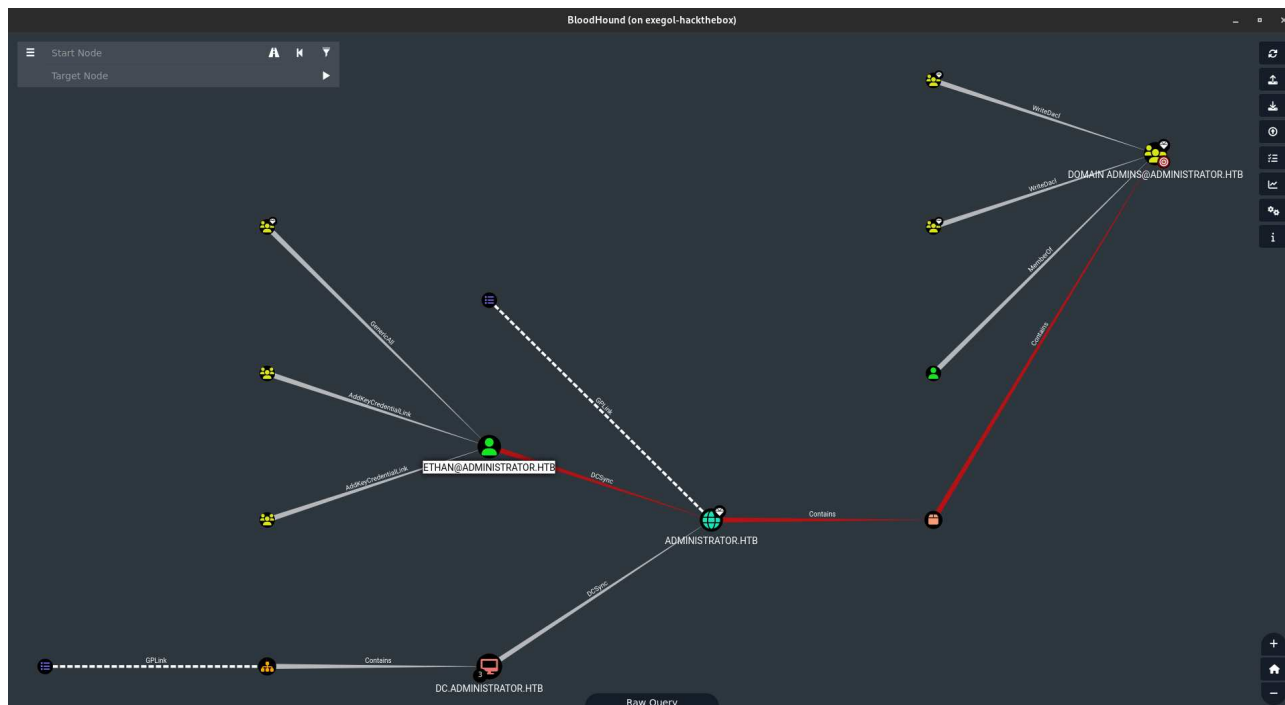 BloodHound (on exegol-hackthebox)
Start Node
Target Node
WriteDacl
DOMAIN ADMINS@ADMINISTRATOR.HTB
WriteDacl
MemberOf
GenericAll
Contains
GPLink
AddKeyCredentialLink
ETHAN@ADMINISTRATOR.HTB
DCSync
AddKeyCredentialLink
Contains
ADMINISTRATOR.HTB
DCSync
GPLink
Contains
3
DC.ADMINISTRATOR.HTB
Raw Query